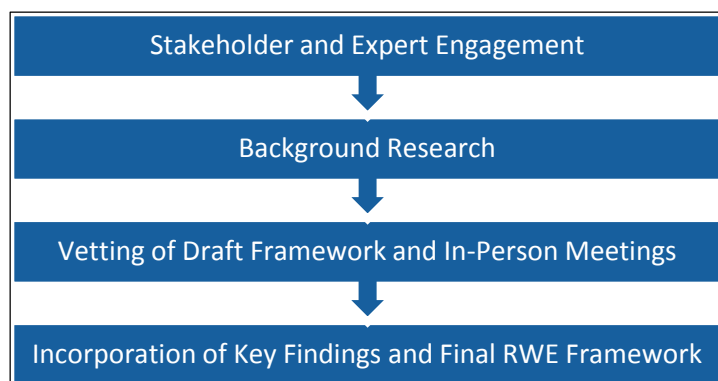 Stakeholder and Expert Engagement
Background Research
Vetting of Draft Framework and In-Person Meetings
Incorporation of Key Findings and Final RWE Framework